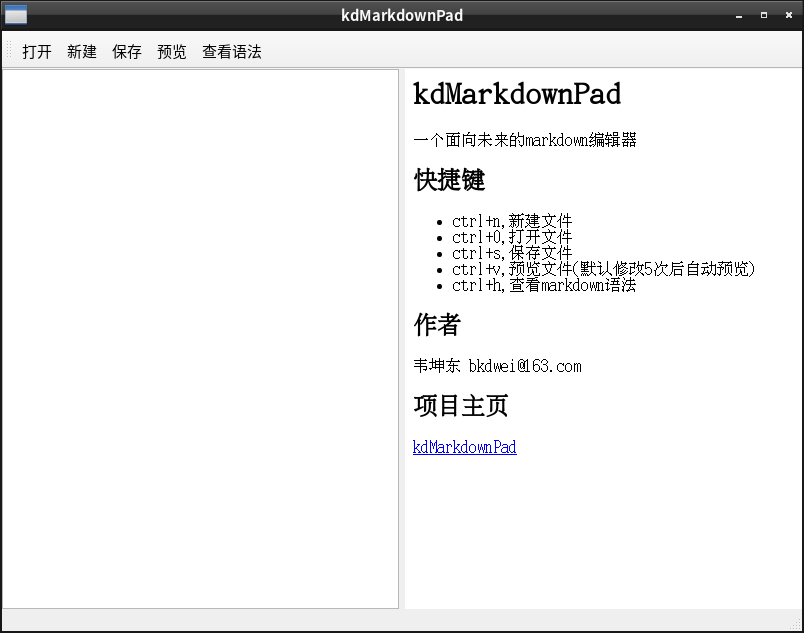 kdMarkdownPad
打开 新建 保存 预览 查看语法
kdMarkdownPad
一个面向未来的markdown编辑器
快捷键
ctrl+n,新建文件
ctrl+O,打开文件
ctrl+s,保存文件
ctrl+v,预览文件(默认修改5次后自动预览)
ctrl+h,查看markdown语法
作者
韦坤东 bkdwei@163.com
项目主页
kdMarkdownPad